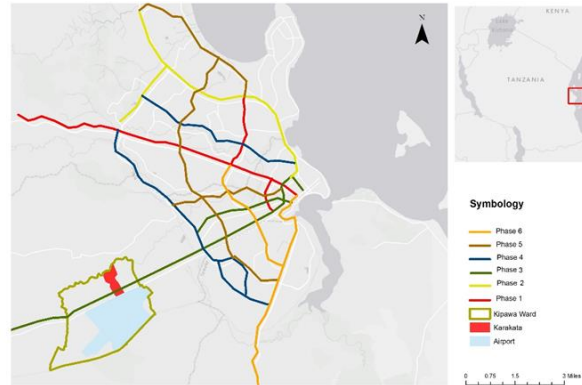 N
KENYA
TANZANIA
Symbology
Phase 6
Phase 5
Phase 4
Phase 3
Phase 2
Phase 1
Kipawa Ward
Karakata
Airport
0 0.75 1.5 3 Miles